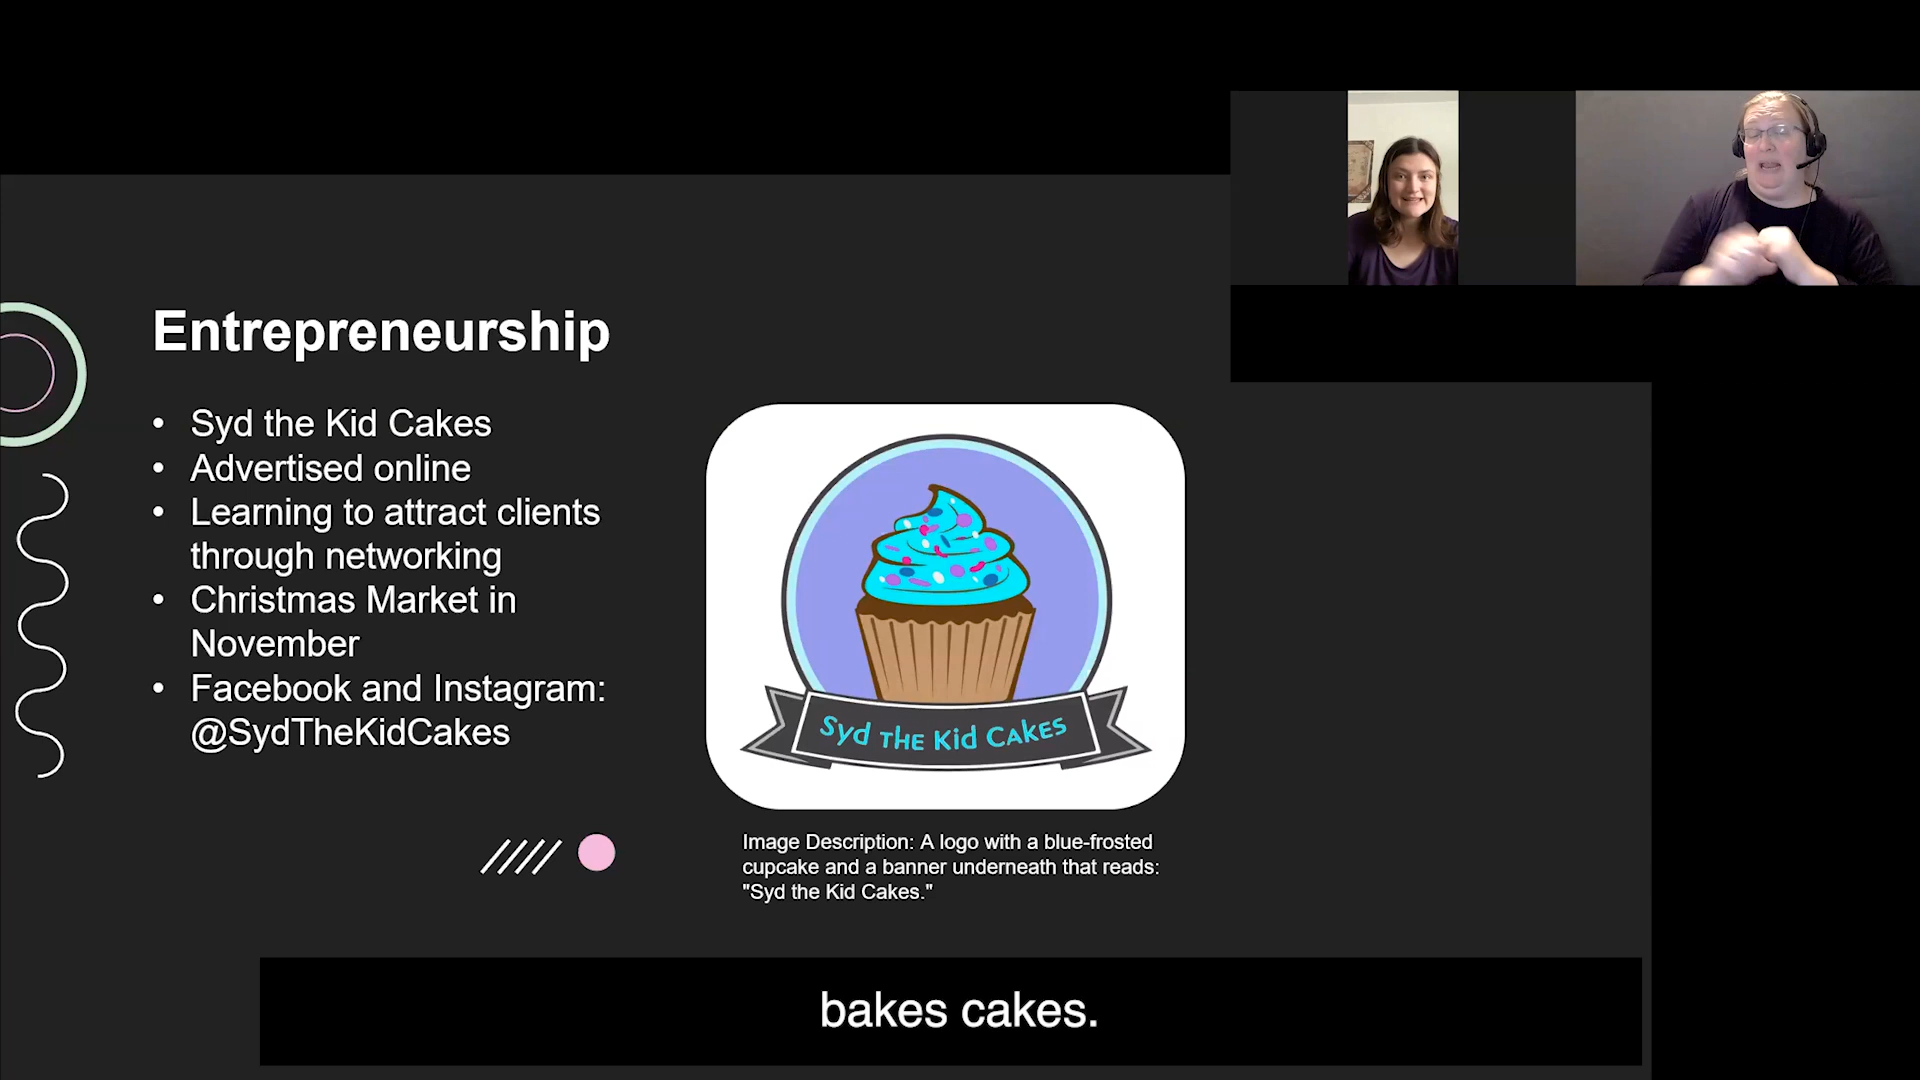 Entrepreneurship
• Syd the Kid Cakes
• Advertised online
• Learning to attract clients
through networking
• Christmas Market in
November
• Facebook and Instagram:
@SydTheKidCakes
Syd THE Kid CAKES
Image Description: A logo with a blue-frosted
cupcake and a banner underneath that reads:
"Syd the Kid Cakes."
bakes cakes.